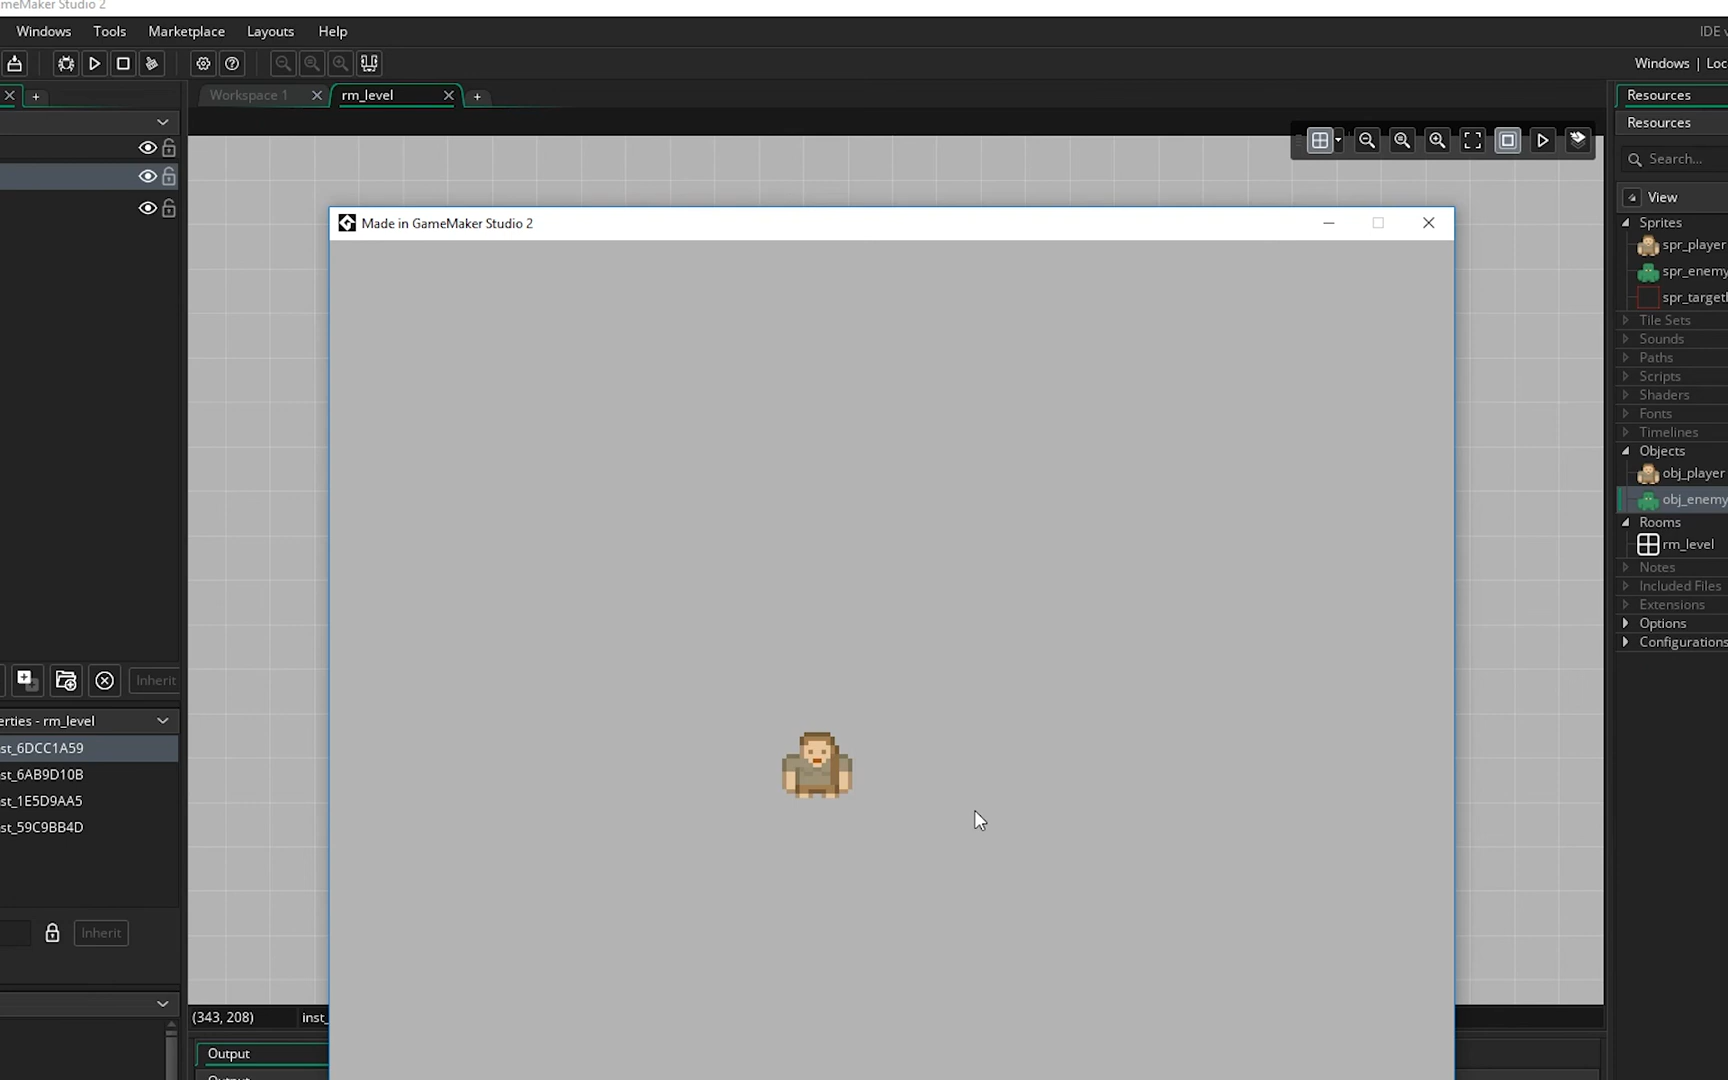 ameMaker Studio 2
Windows Tools Marketplace Layouts Help IDE v
Windows | Loc
Workspace 1 rm_level
Resources
Resources
Search...
View
Made in GameMaker Studio 2
Sprites
spr_player
spr_enemy
spr_target
Tile Sets
Sounds
Paths
Scripts
Shaders
Fonts
Timelines
Objects
obj_player
obj_enemy
Rooms
rm_level
Notes
Included Files
Extensions
Options
Configurations
Inherit
erties - rm_level
st_6DCC1A59
st_6AB9D10B
st_1E5D9AA5
st_59C9BB4D
Inherit
(343, 208) inst_
Output
Output